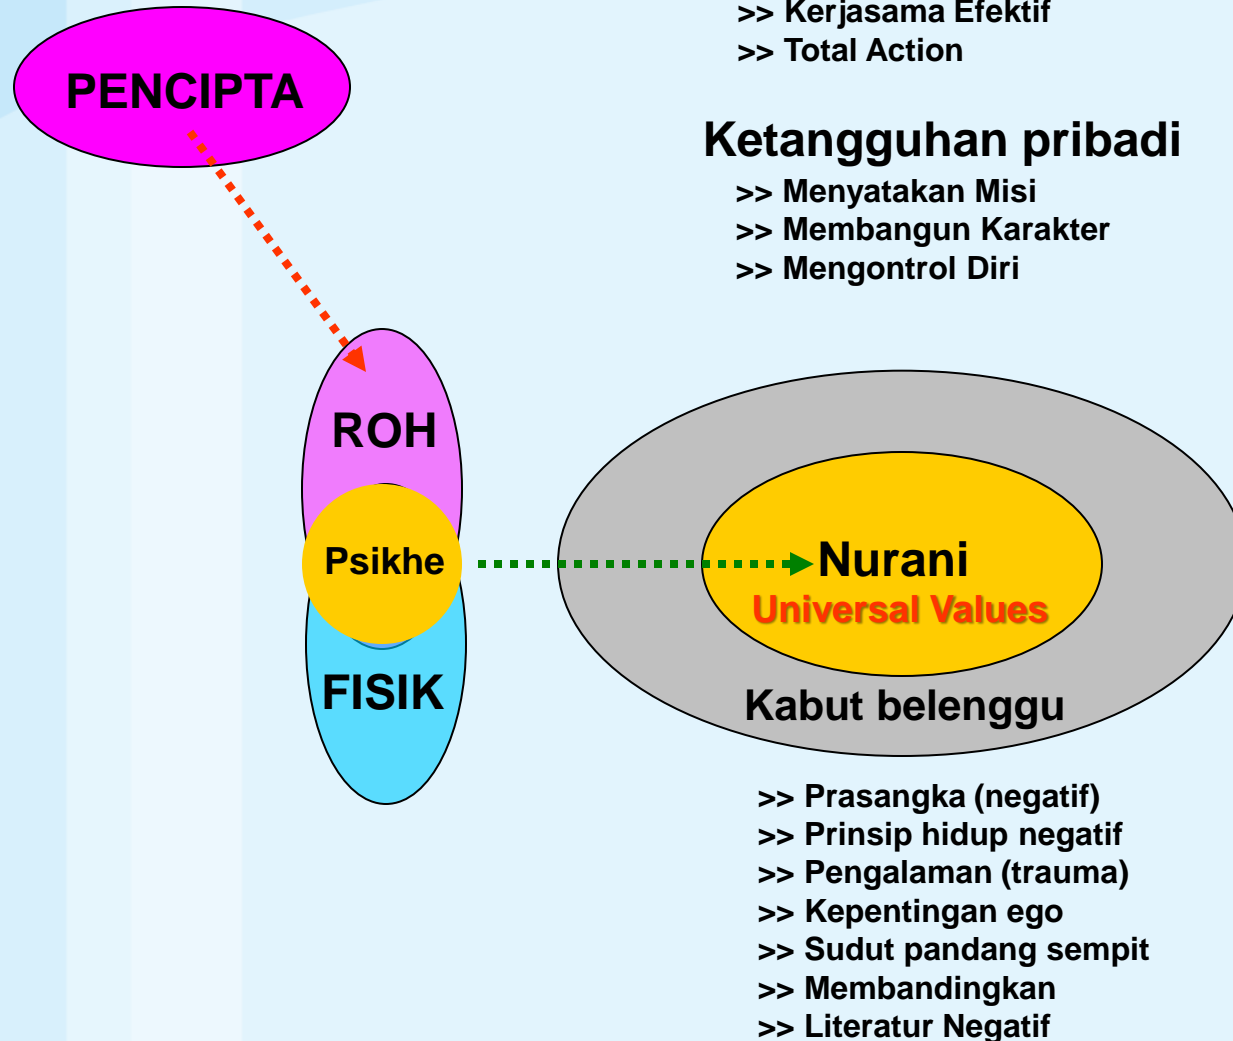 >> Kerjasama Efektif
>> Total Action
PENCIPTA
Ketangguhan pribadi
>> Menyatakan Misi
>> Membangun Karakter
>> Mengontrol Diri
ROH
Psikhe
FISIK
Nurani
Universal Values
Kabut belenggu
>> Prasangka (negatif)
>> Prinsip hidup negatif
>> Pengalaman (trauma)
>> Kepentingan ego
>> Sudut pandang sempit
>> Membandingkan
>> Literatur Negatif